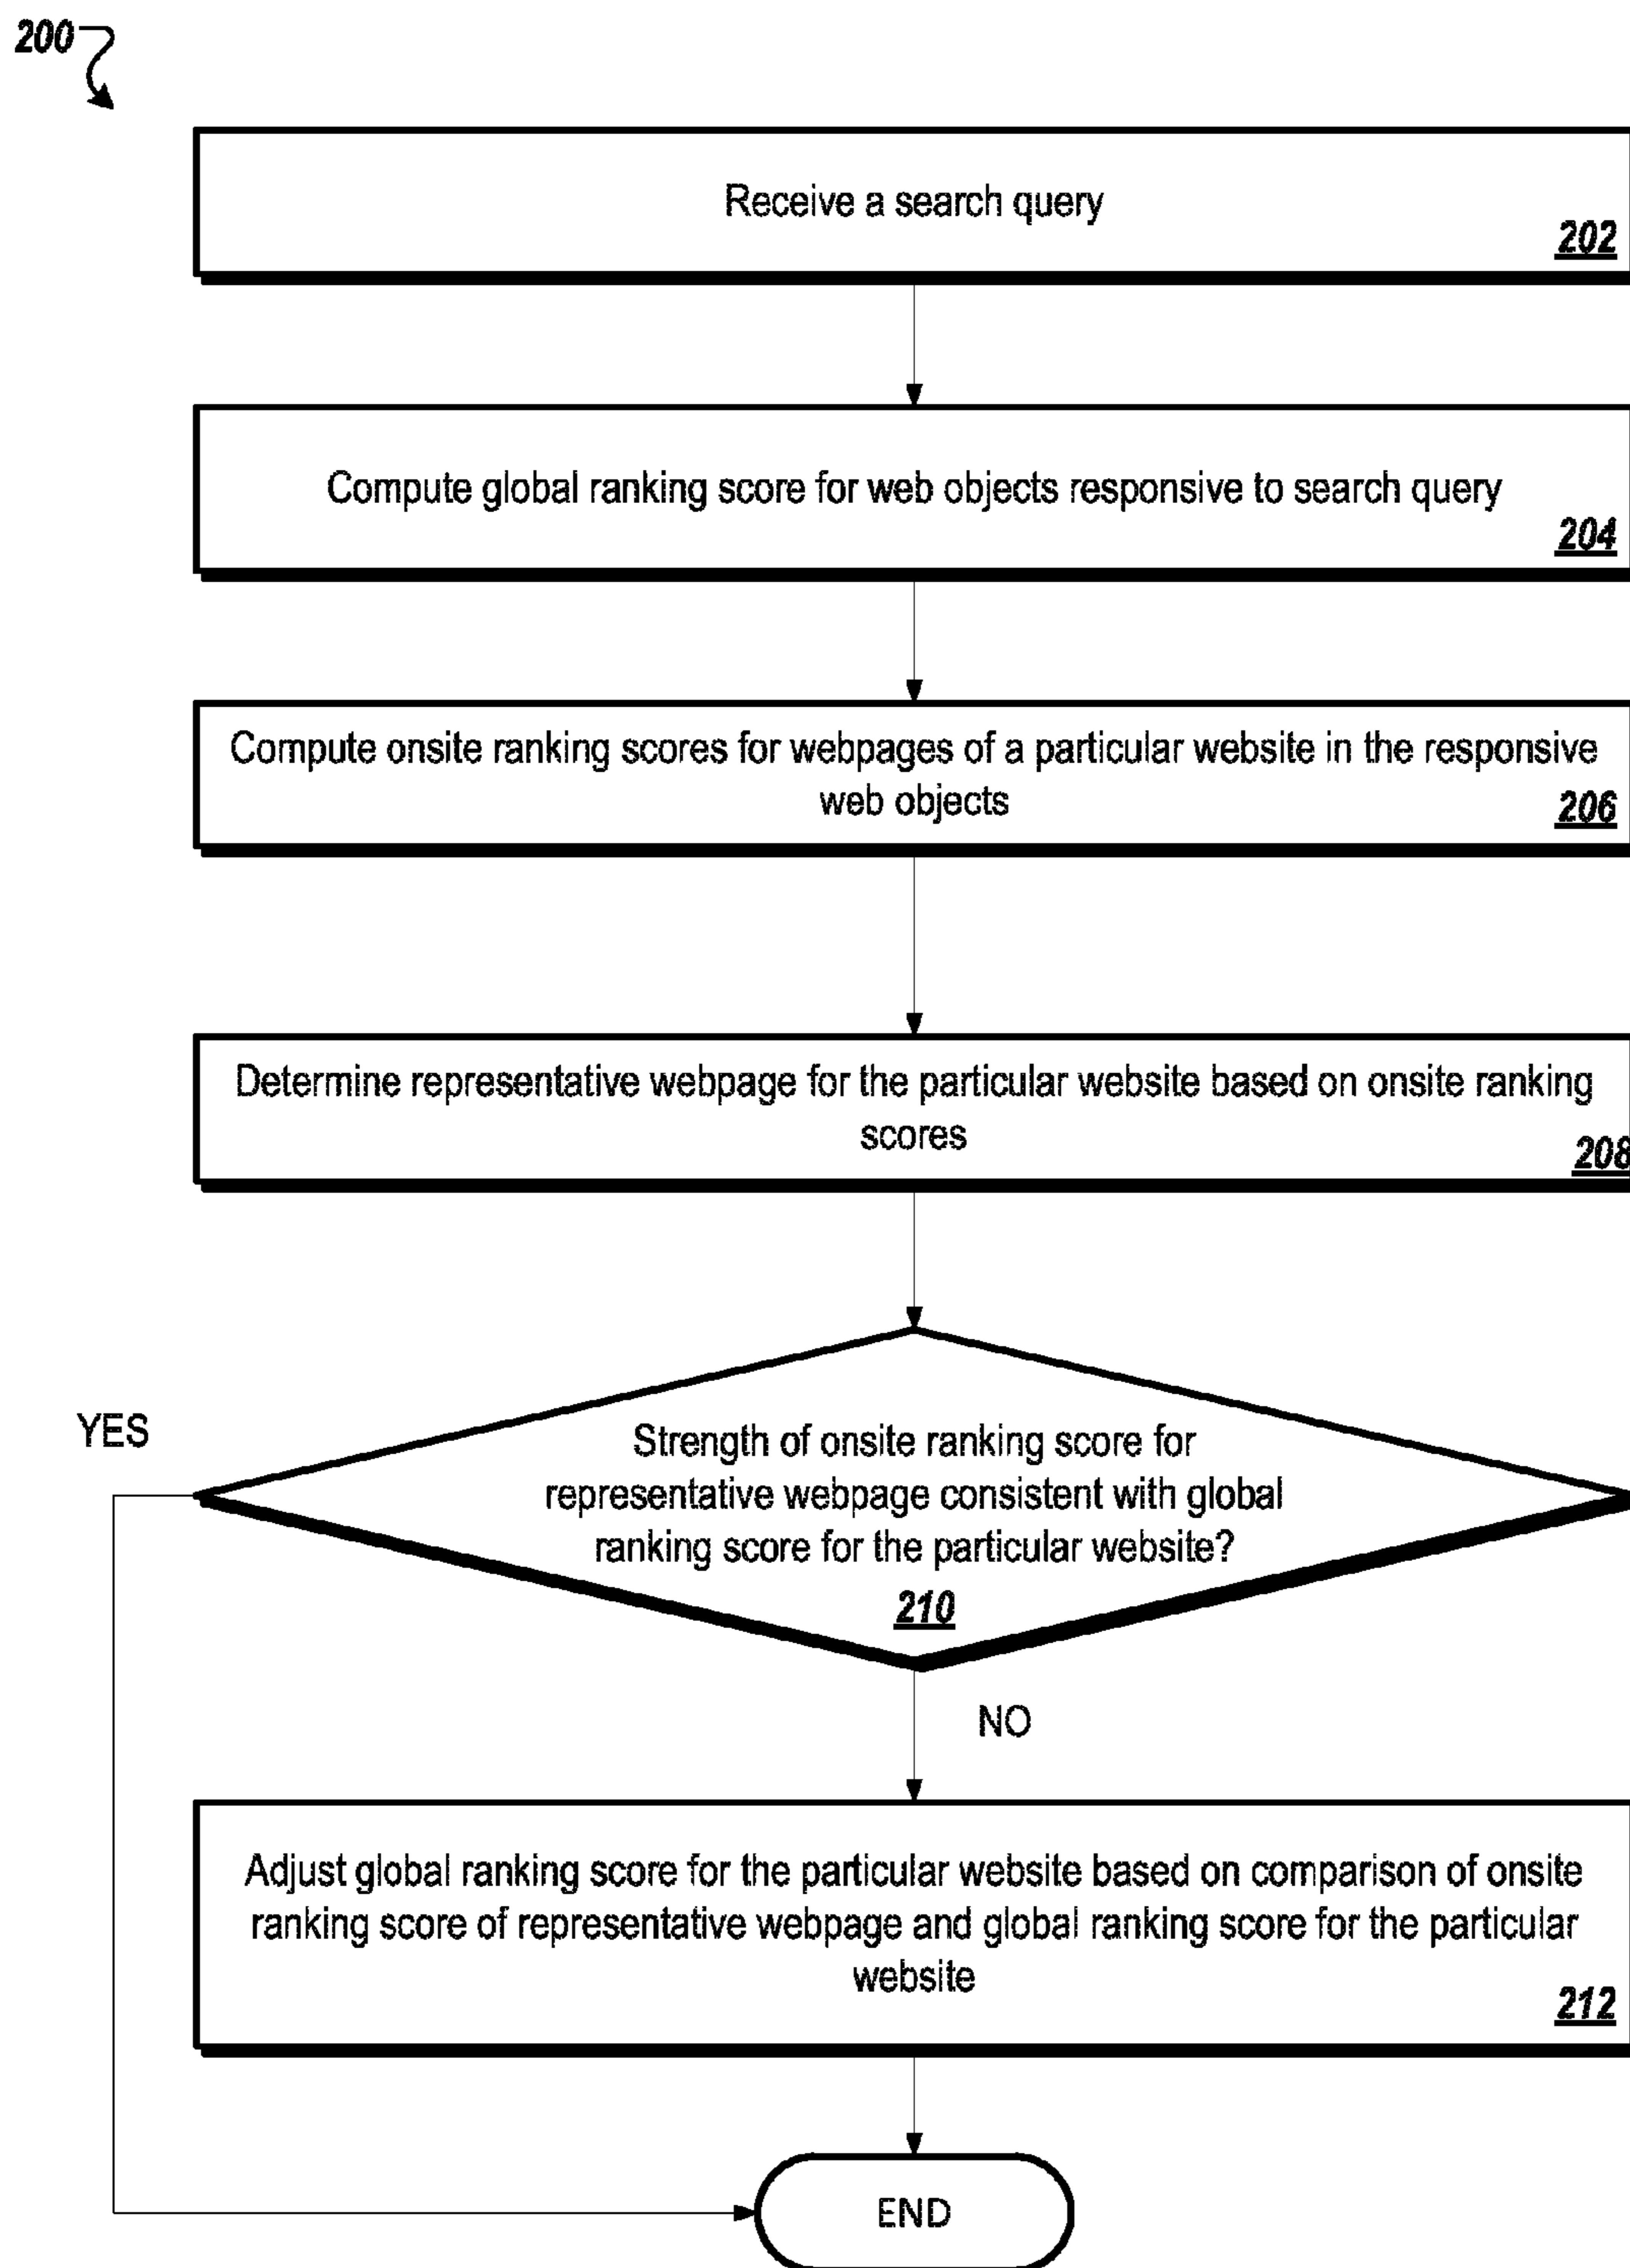 200
Receive a search query
202
Compute global ranking score for web objects responsive to search query
204
Compute onsite ranking scores for webpages of a particular website in the responsive
web objects
206
Determine representative webpage for the particular website based on onsite ranking
scores
208
YES
Strength of onsite ranking score for
representative webpage consistent with global
ranking score for the particular website?
210
NO
Adjust global ranking score for the particular website based on comparison of onsite
ranking score of representative webpage and global ranking score for the particular
website
212
END